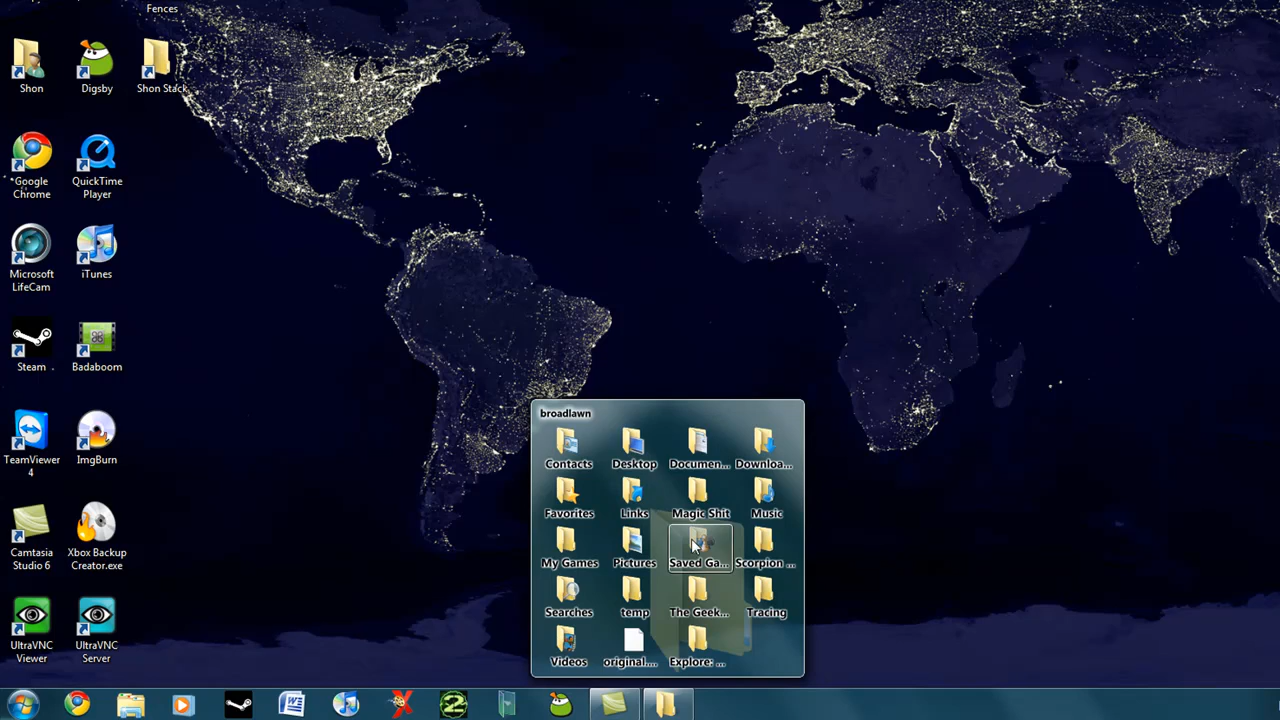 Fences
Shon
Digsby
Shon Stack
Google
Chrome
QuickTime
Player
Microsoft
LifeCam
iTunes
Steam
Badaboom
TeamViewer
4
ImgBurn
Camtasia
Studio 6
Xbox Backup
Creator.exe
UltraVNC
Viewer
UltraVNC
Server
broadlawn
Contacts
Desktop
Documen...
Downloa...
Favorites
Links
Magic Shit
Music
My Games
Pictures
Saved Ga...
Scorpion ...
Searches
temp
The Geek...
Tracing
Videos
original....
Explore: ...